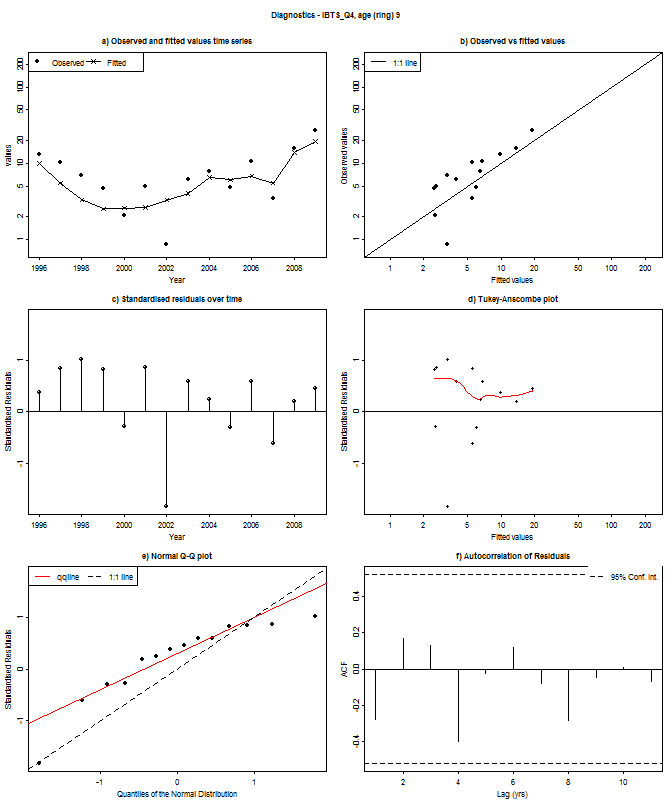 Diagnostics - IBTS_Q4, age (ring) 9
a) Observed and fitted values time series
Observed
Fitted
values
200
100
50
20
10
5
2
1
1996
1998
2000
2002
2004
2006
2008
Year
b) Observed vs fitted values
1:1 line
Observed values
200
100
50
20
10
5
2
1
1
2
5
10
20
50
100
200
Fitted values
c) Standardised residuals over time
Standardised Residuals
1
0
-1
1996
1998
2000
2002
2004
2006
2008
Year
d) Tukey-Anscombe plot
Standardised Residuals
1
0
-1
1
2
5
10
20
50
100
200
Fitted values
e) Normal Q-Q plot
qqline
1:1 line
Standardised Residuals
1
0
-1
-1
0
1
Quantiles of the Normal Distribution
f) Autocorrelation of Residuals
95% Conf. Int.
ACF
0.4
0.2
0.0
-0.2
-0.4
2
4
6
8
10
Lag (yrs)